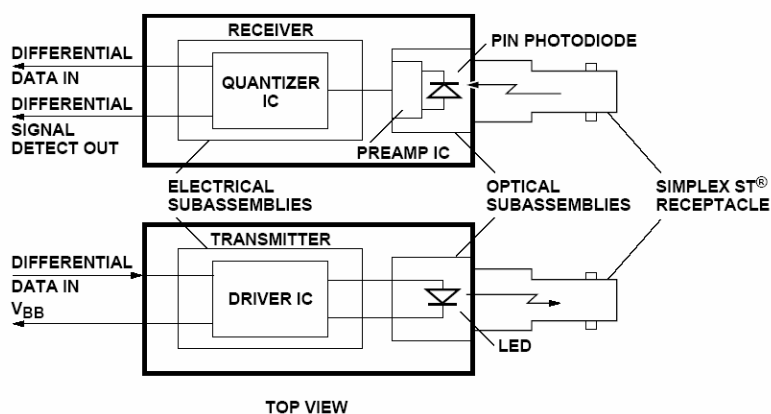 RECEIVER
PIN PHOTODIODE
DIFFERENTIAL
DATA IN
QUANTIZER
IC
DIFFERENTIAL
SIGNAL
DETECT OUT
PREAMP IC
ELECTRICAL
SUBASSEMBLIES
OPTICAL
SUBASSEMBLIES
SIMPLEX ST®
RECEPTACLE
TRANSMITTER
DIFFERENTIAL
DATA IN
DRIVER IC
VBB
LED
TOP VIEW